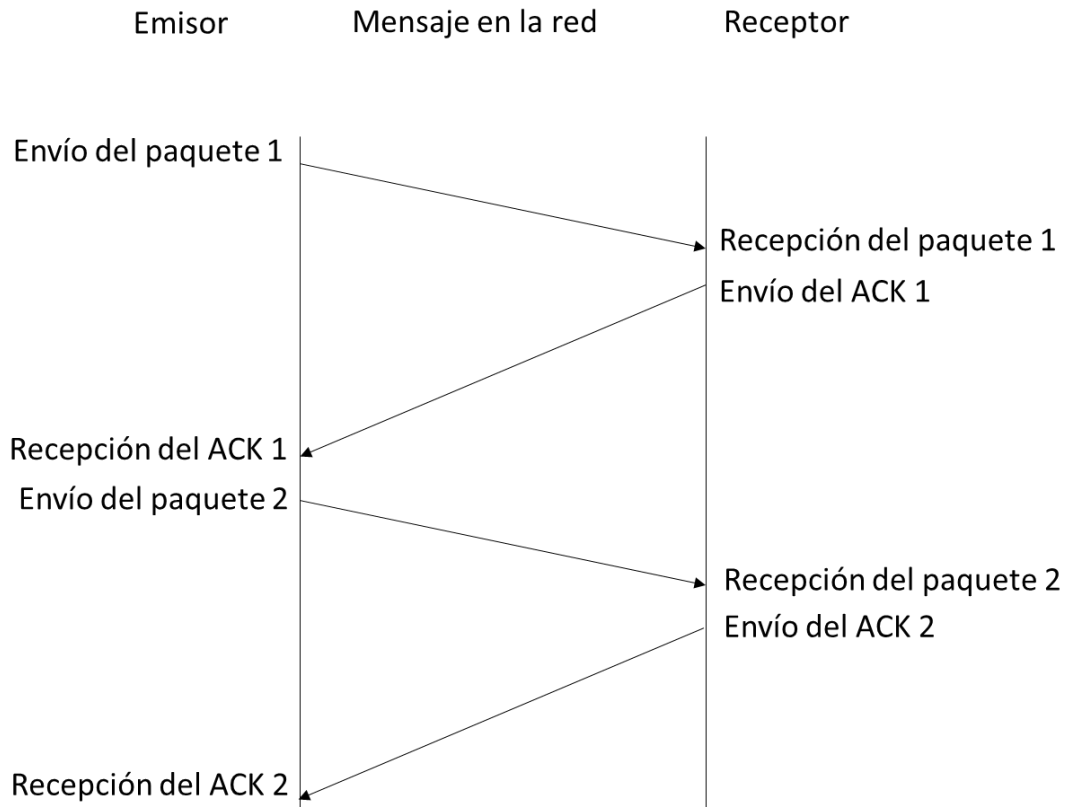 Emisor
Mensaje en la red
Receptor
Envío del paquete 1
Recepción del paquete 1
Envío del ACK 1
Recepción del ACK 1
Envío del paquete 2
Recepción del paquete 2
Envío del ACK 2
Recepción del ACK 2